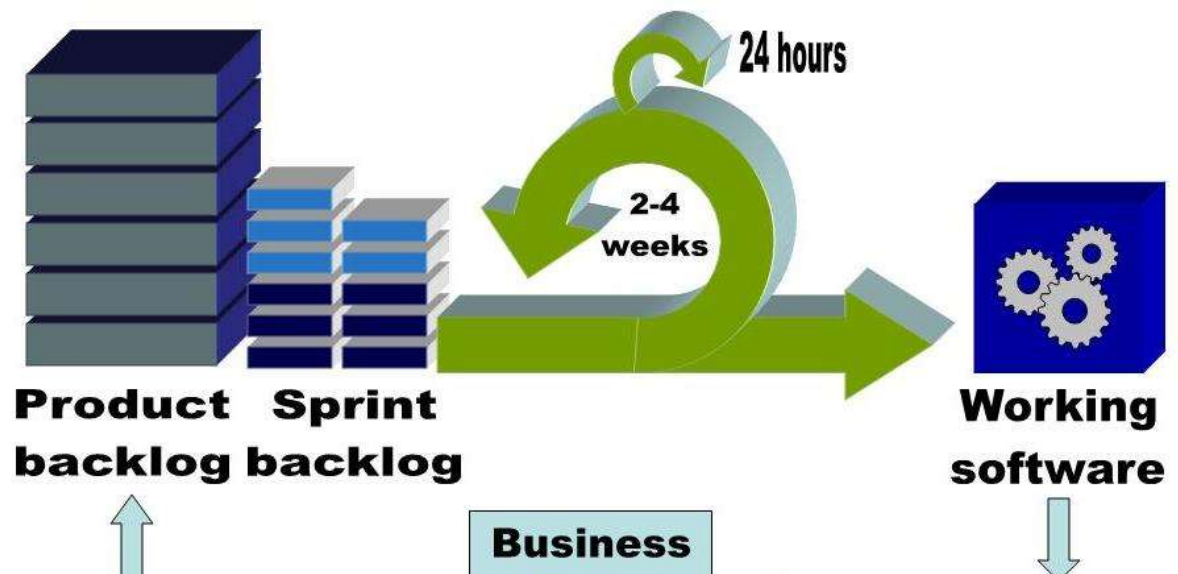 24 hours
2-4
weeks
Product
backlog
Sprint
backlog
Working
software
Business